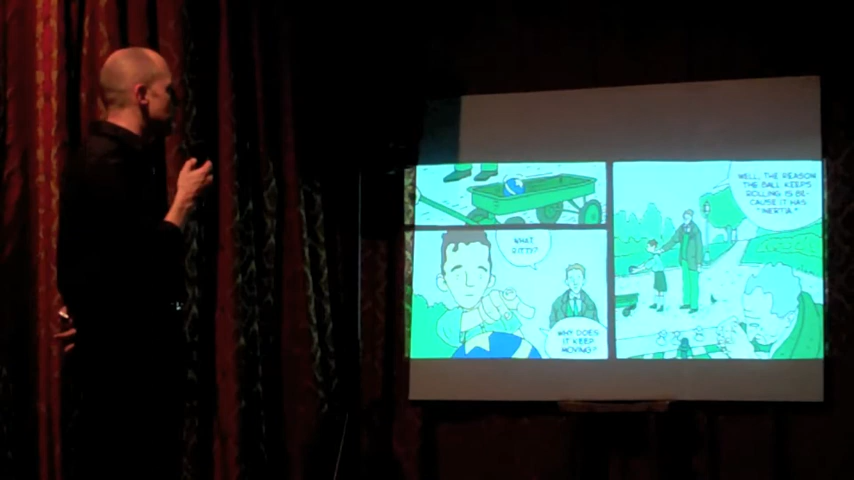 WHAT,
RITTY?
WHY DOES
IT KEEP
MOVING?
WELL, THE REASON
THE BALL KEEPS
ROLLING IS BE-
CAUSE IT HAS
"INERTIA."